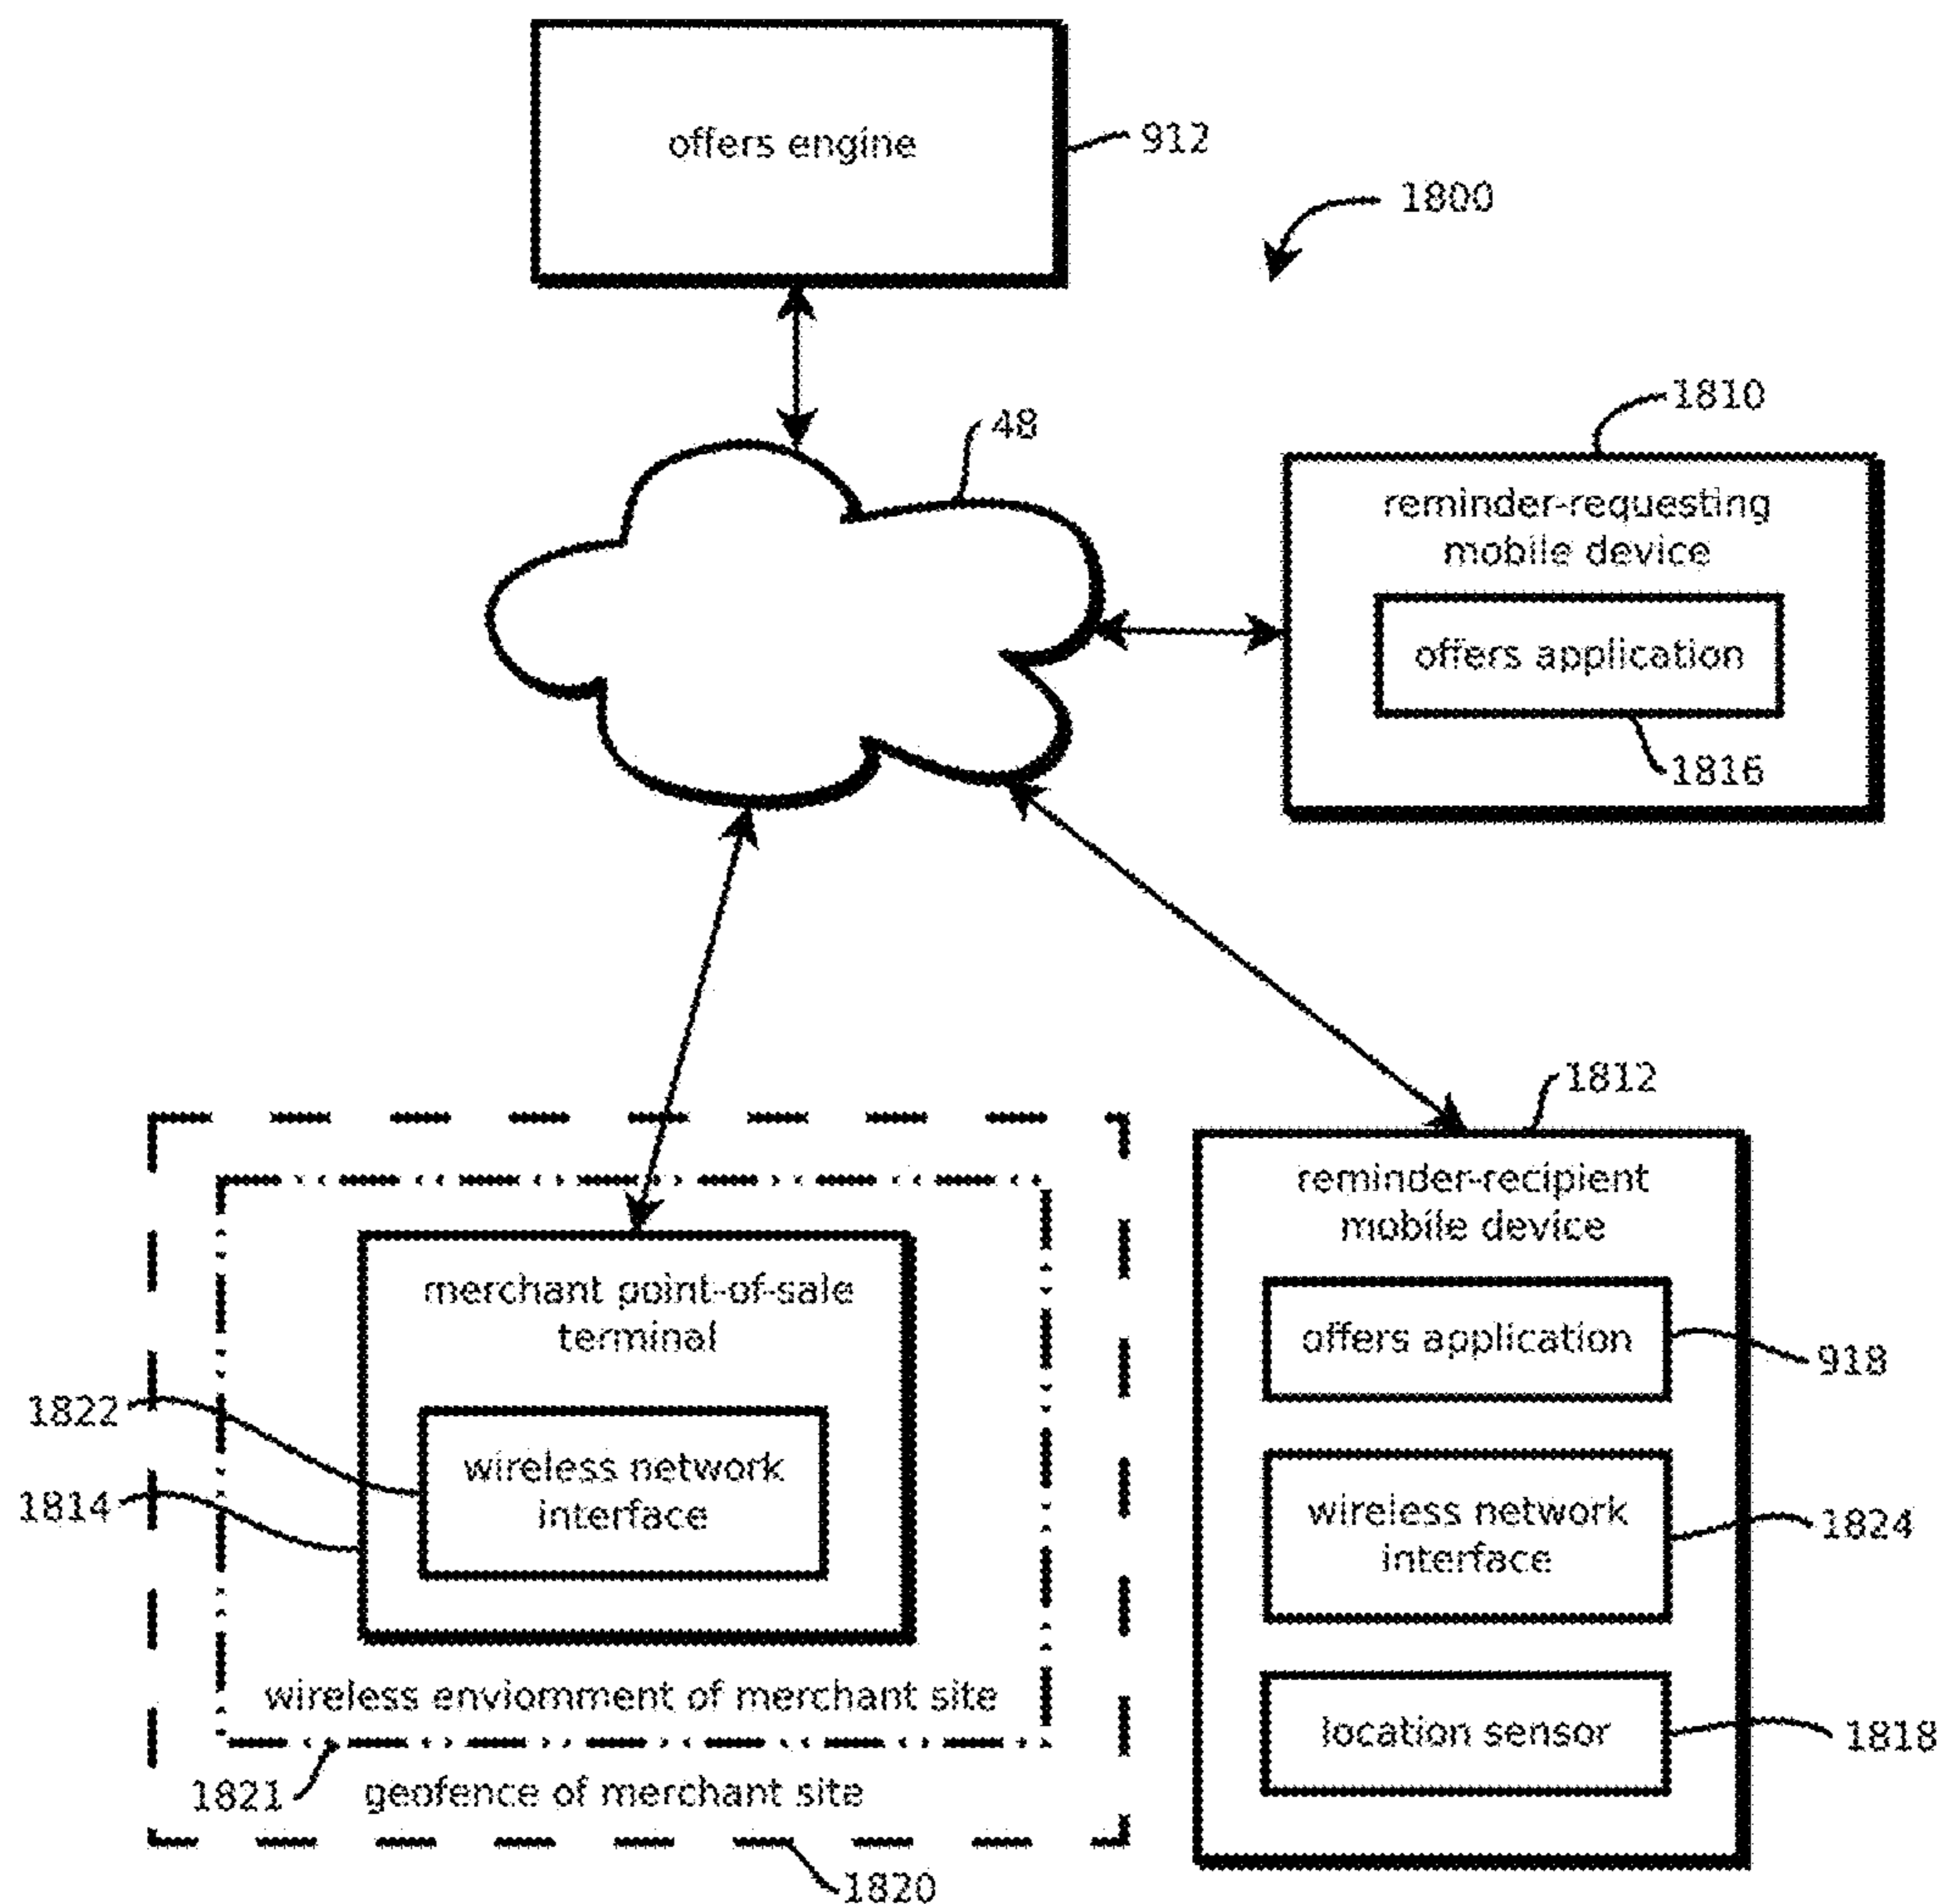 offers engine
912
1800
48
1810
reminder-requesting
mobile device
offers application
1816
1812
reminder-recipient
mobile device
offers application
918
wireless network
interface
1824
location sensor
1818
merchant point-of-sale
terminal
1822
wireless network
interface
1814
wireless enviornment of merchant site
1821
geofence of merchant site
1820